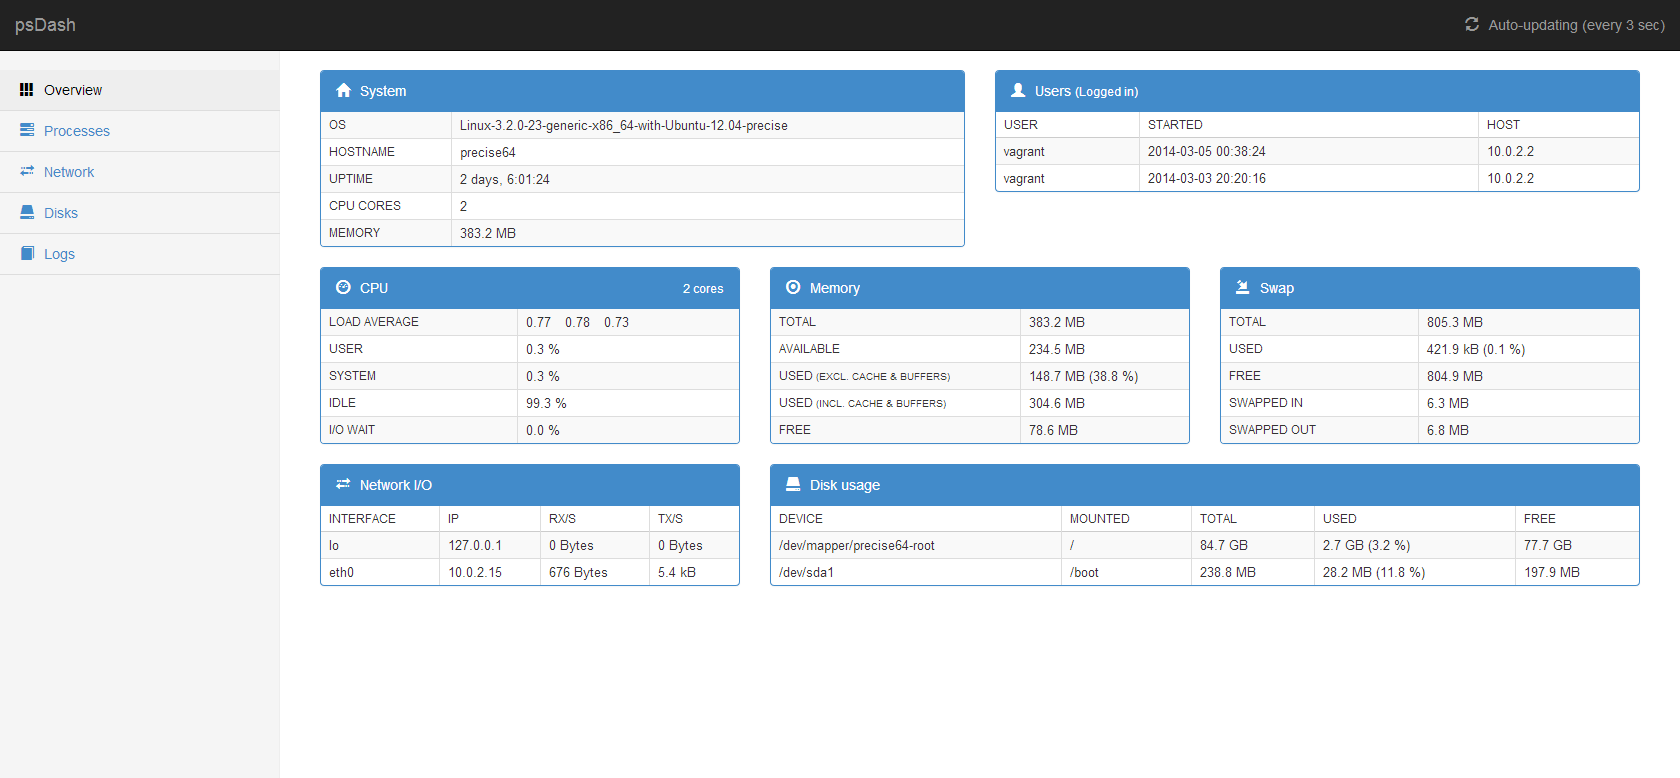 psDash
Auto-updating (every 3 sec)
Overview
Processes
Network
Disks
Logs
System
OS Linux-3.2.0-23-generic-x86_64-with-Ubuntu-12.04-precise
HOSTNAME precise64
UPTIME 2 days, 6:01:24
CPU CORES 2
MEMORY 383.2 MB
Users (Logged in)
USER STARTED HOST
vagrant 2014-03-05 00:38:24 10.0.2.2
vagrant 2014-03-03 20:20:16 10.0.2.2
CPU 2 cores
LOAD AVERAGE 0.77 0.78 0.73
USER 0.3 %
SYSTEM 0.3 %
IDLE 99.3 %
I/O WAIT 0.0 %
Memory
TOTAL 383.2 MB
AVAILABLE 234.5 MB
USED (EXCL. CACHE & BUFFERS) 148.7 MB (38.8 %)
USED (INCL. CACHE & BUFFERS) 304.6 MB
FREE 78.6 MB
Swap
TOTAL 805.3 MB
USED 421.9 kB (0.1 %)
FREE 804.9 MB
SWAPPED IN 6.3 MB
SWAPPED OUT 6.8 MB
Network I/O
INTERFACE IP RX/S TX/S
lo 127.0.0.1 0 Bytes 0 Bytes
eth0 10.0.2.15 676 Bytes 5.4 kB
Disk usage
DEVICE MOUNTED TOTAL USED FREE
/dev/mapper/precise64-root / 84.7 GB 2.7 GB (3.2 %) 77.7 GB
/dev/sda1 /boot 238.8 MB 28.2 MB (11.8 %) 197.9 MB